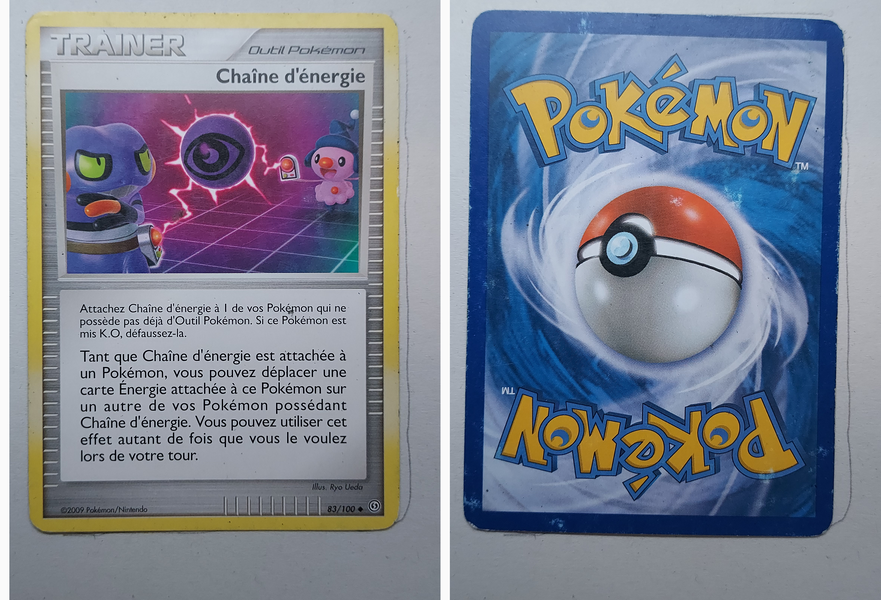 TRAINER
Outil Pokémon
Chaîne d'énergie
Attachez Chaîne d'énergie à 1 de vos Pokémon qui ne
possède pas déjà d'Outil Pokémon. Si ce Pokémon est
mis K.O, défaussez-la.
Tant que Chaîne d'énergie est attachée à
un Pokémon, vous pouvez déplacer une
carte Énergie attachée à ce Pokémon sur
un autre de vos Pokémon possédant
Chaîne d'énergie. Vous pouvez utiliser cet
effet autant de fois que vous le voulez
lors de votre tour.
Illus. Ryo Ueda
©2009 Pokémon/Nintendo
83/100
POKéMON
TM
TM
POKéMON